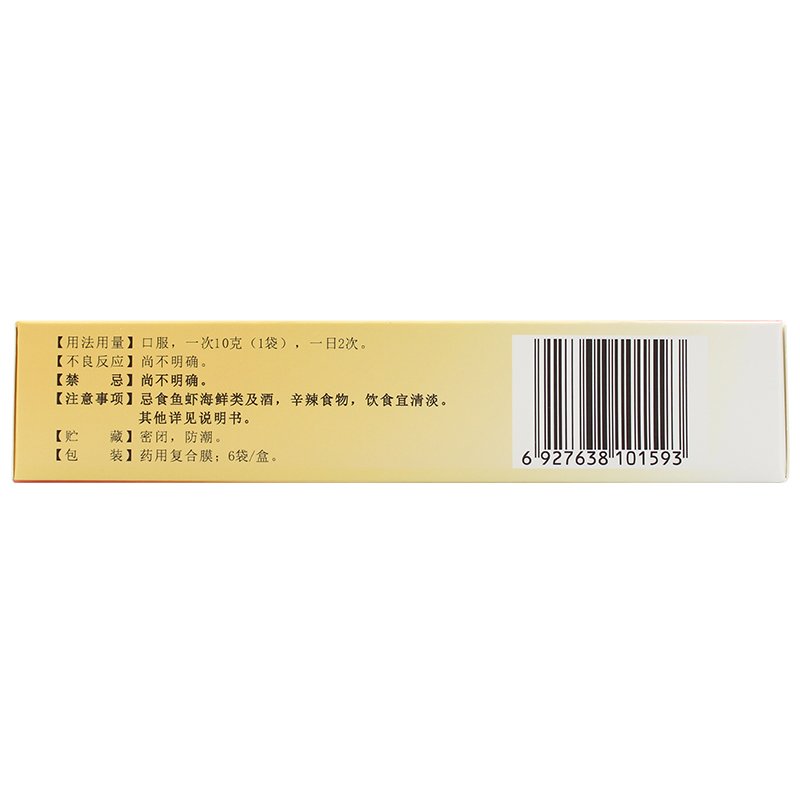 【用法用量】口服，一次10克（1袋），一日2次。
【不良反应】尚不明确。
【禁　　忌】尚不明确。
【注意事项】忌食鱼虾海鲜类及酒，辛辣食物，饮食宜清淡。
其他详见说明书。
【贮　　藏】密闭，防潮。
【包　　装】药用复合膜；6袋/盒。
6 927638 101593